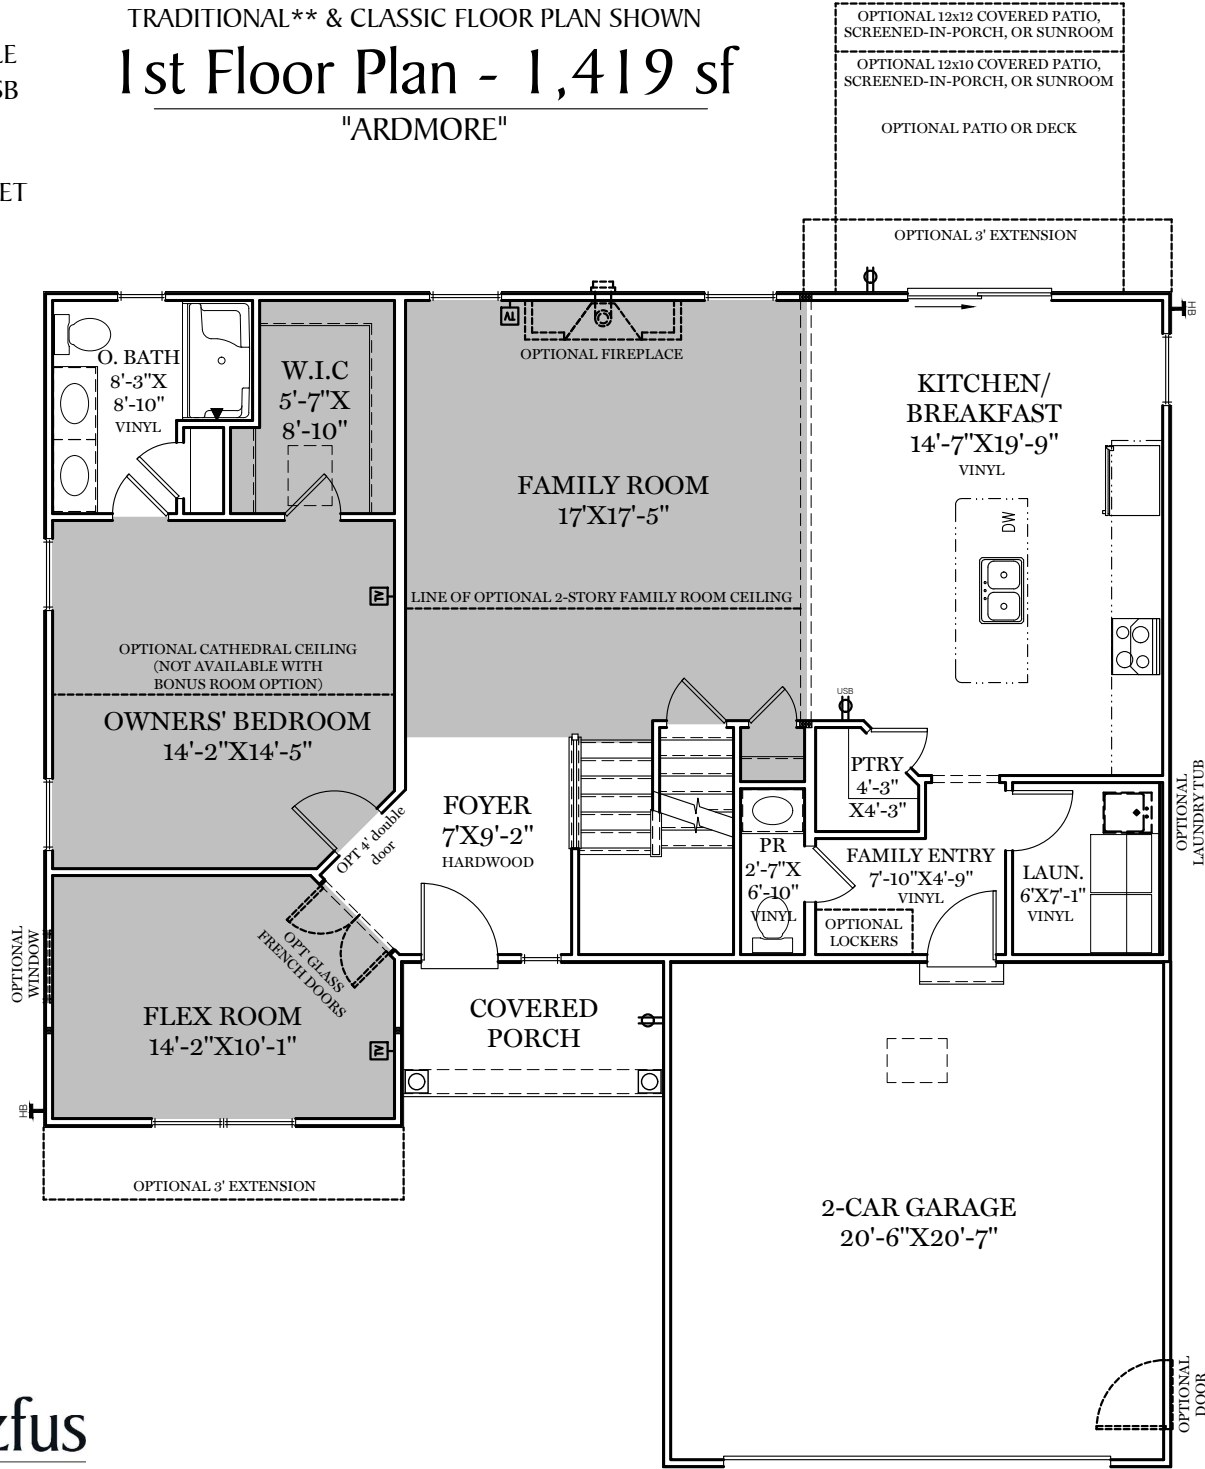 TRADITIONAL** & CLASSIC FLOOR PLAN SHOWN
1st Floor Plan - 1,419 sf
"ARDMORE"
LE
SB
ET
OPTIONAL 12x12 COVERED PATIO,
SCREENED-IN-PORCH, OR SUNROOM
OPTIONAL 12x10 COVERED PATIO,
SCREENED-IN-PORCH, OR SUNROOM
OPTIONAL PATIO OR DECK
OPTIONAL 3' EXTENSION
HB
O. BATH
8'-3"X
8'-10"
VINYL
W.I.C
5'-7"X
8'-10"
TV
OPTIONAL FIREPLACE
FAMILY ROOM
17'X17'-5"
KITCHEN/
BREAKFAST
14'-7"X19'-9"
VINYL
DW
TV
LINE OF OPTIONAL 2-STORY FAMILY ROOM CEILING
OPTIONAL CATHEDRAL CEILING
(NOT AVAILABLE WITH
BONUS ROOM OPTION)
OWNERS' BEDROOM
14'-2"X14'-5"
USB
PTRY
4'-3"
X4'-3"
OPTIONAL
LAUNDRY TUB
FOYER
7'X9'-2"
HARDWOOD
OPT 4' double
door
PR
2'-7"X
6'-10"
VINYL
FAMILY ENTRY
7'-10"X4'-9"
VINYL
OPTIONAL
LOCKERS
LAUN.
6'X7'-1"
VINYL
OPTIONAL
WINDOW
OPT GLASS
FRENCH DOORS
FLEX ROOM
14'-2"X10'-1"
TV
COVERED
PORCH
HB
OPTIONAL 3' EXTENSION
2-CAR GARAGE
20'-6"X20'-7"
OPTIONAL
DOOR
zfus